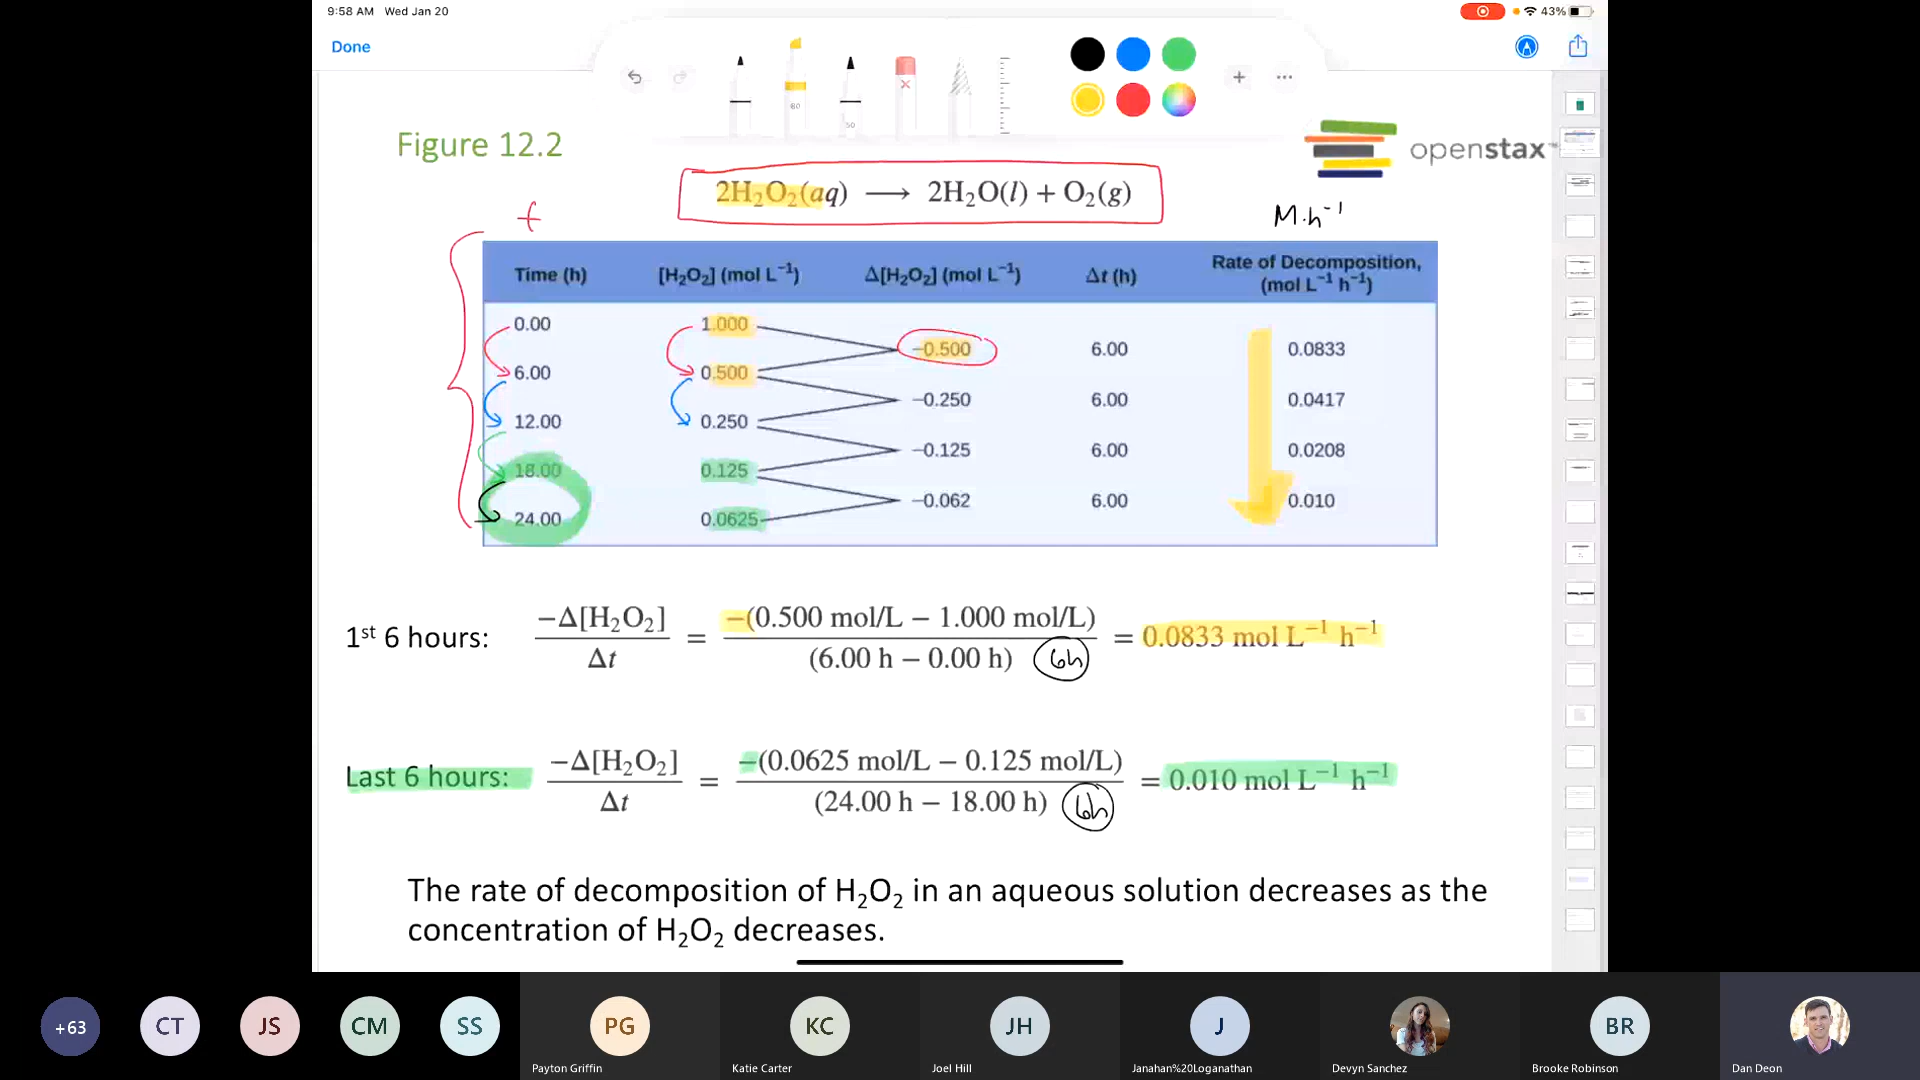 9:58 AM Wed Jan 20
43%
Done
80
50
Figure 12.2
openstax™
2H₂O₂(aq) ⟶ 2H₂O(l) + O₂(g)
t
M·h⁻¹
Time (h) [H₂O₂] (mol L⁻¹) Δ[H₂O₂] (mol L⁻¹) Δt (h) Rate of Decomposition, (mol L⁻¹ h⁻¹)
0.00 1.000
−0.500 6.00 0.0833
6.00 0.500
−0.250 6.00 0.0417
12.00 0.250
−0.125 6.00 0.0208
18.00 0.125
−0.062 6.00 0.010
24.00 0.0625
1ˢᵗ 6 hours: −Δ[H₂O₂] / Δt = −(0.500 mol/L − 1.000 mol/L) / (6.00 h − 0.00 h) = 0.0833 mol L⁻¹ h⁻¹
6h
Last 6 hours: −Δ[H₂O₂] / Δt = −(0.0625 mol/L − 0.125 mol/L) / (24.00 h − 18.00 h) = 0.010 mol L⁻¹ h⁻¹
6h
The rate of decomposition of H₂O₂ in an aqueous solution decreases as the
concentration of H₂O₂ decreases.
+63 CT JS CM SS PG KC JH J BR
Payton Griffin Katie Carter Joel Hill Janahan%20Loganathan Devyn Sanchez Brooke Robinson Dan Deon